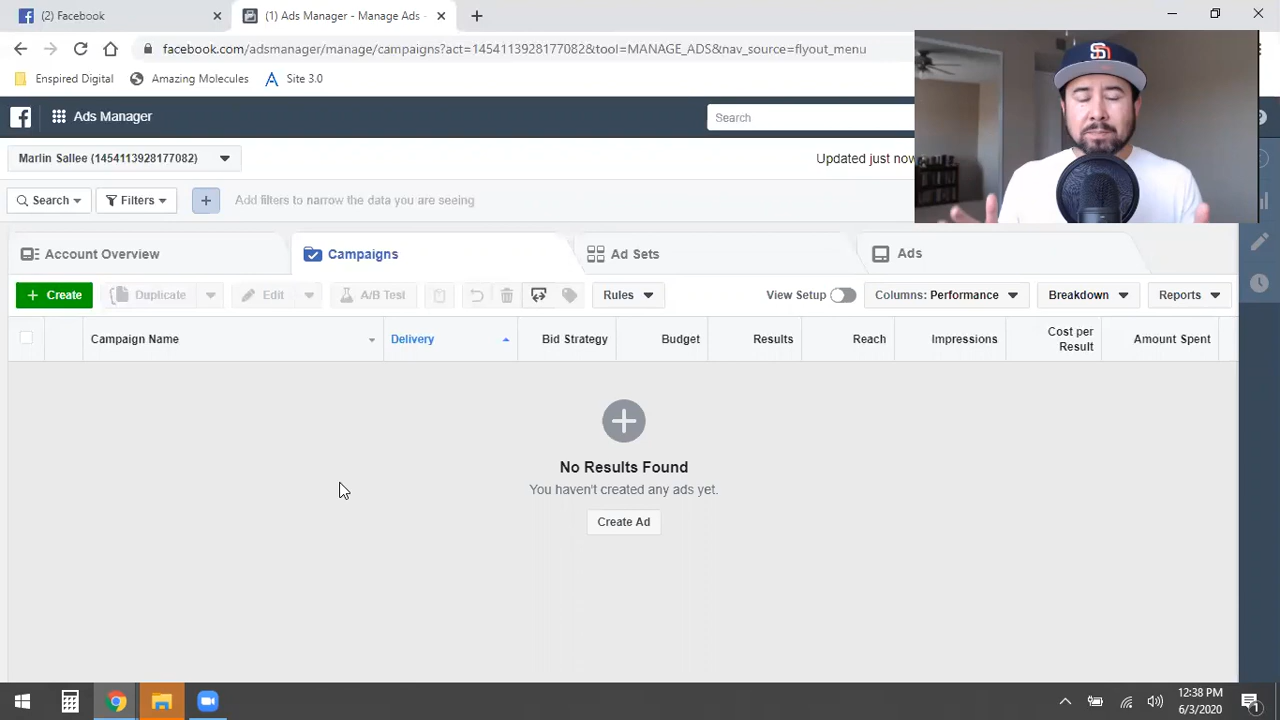 (2) Facebook
(1) Ads Manager - Manage Ads -
facebook.com/adsmanager/manage/campaigns?act=1454113928177082&tool=MANAGE_ADS&nav_source=flyout_menu
Enspired Digital
Amazing Molecules
Site 3.0
Ads Manager
Search
Marlin Sallee (1454113928177082)
Updated just now
Search
Filters
Add filters to narrow the data you are seeing
Account Overview
Campaigns
Ad Sets
Ads
+ Create
Duplicate
Edit
A/B Test
Rules
View Setup
Columns: Performance
Breakdown
Reports
Campaign Name
Delivery
Bid Strategy
Budget
Results
Reach
Impressions
Cost per
Result
Amount Spent
No Results Found
You haven't created any ads yet.
Create Ad
12:38 PM
6/3/2020
1